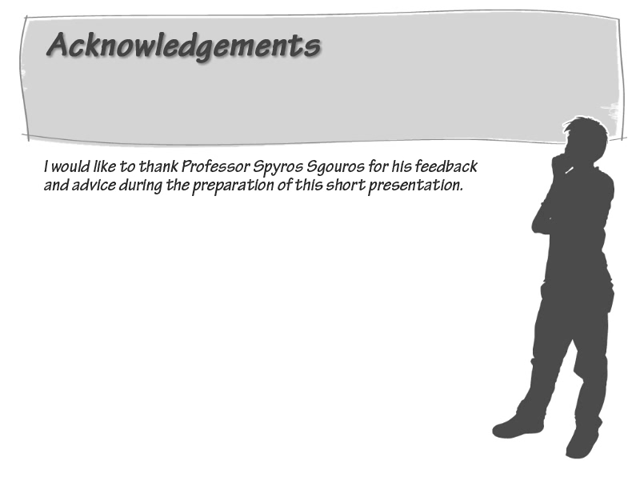 Acknowledgements
I would like to thank Professor Spyros Sgouros for his feedback
and advice during the preparation of this short presentation.